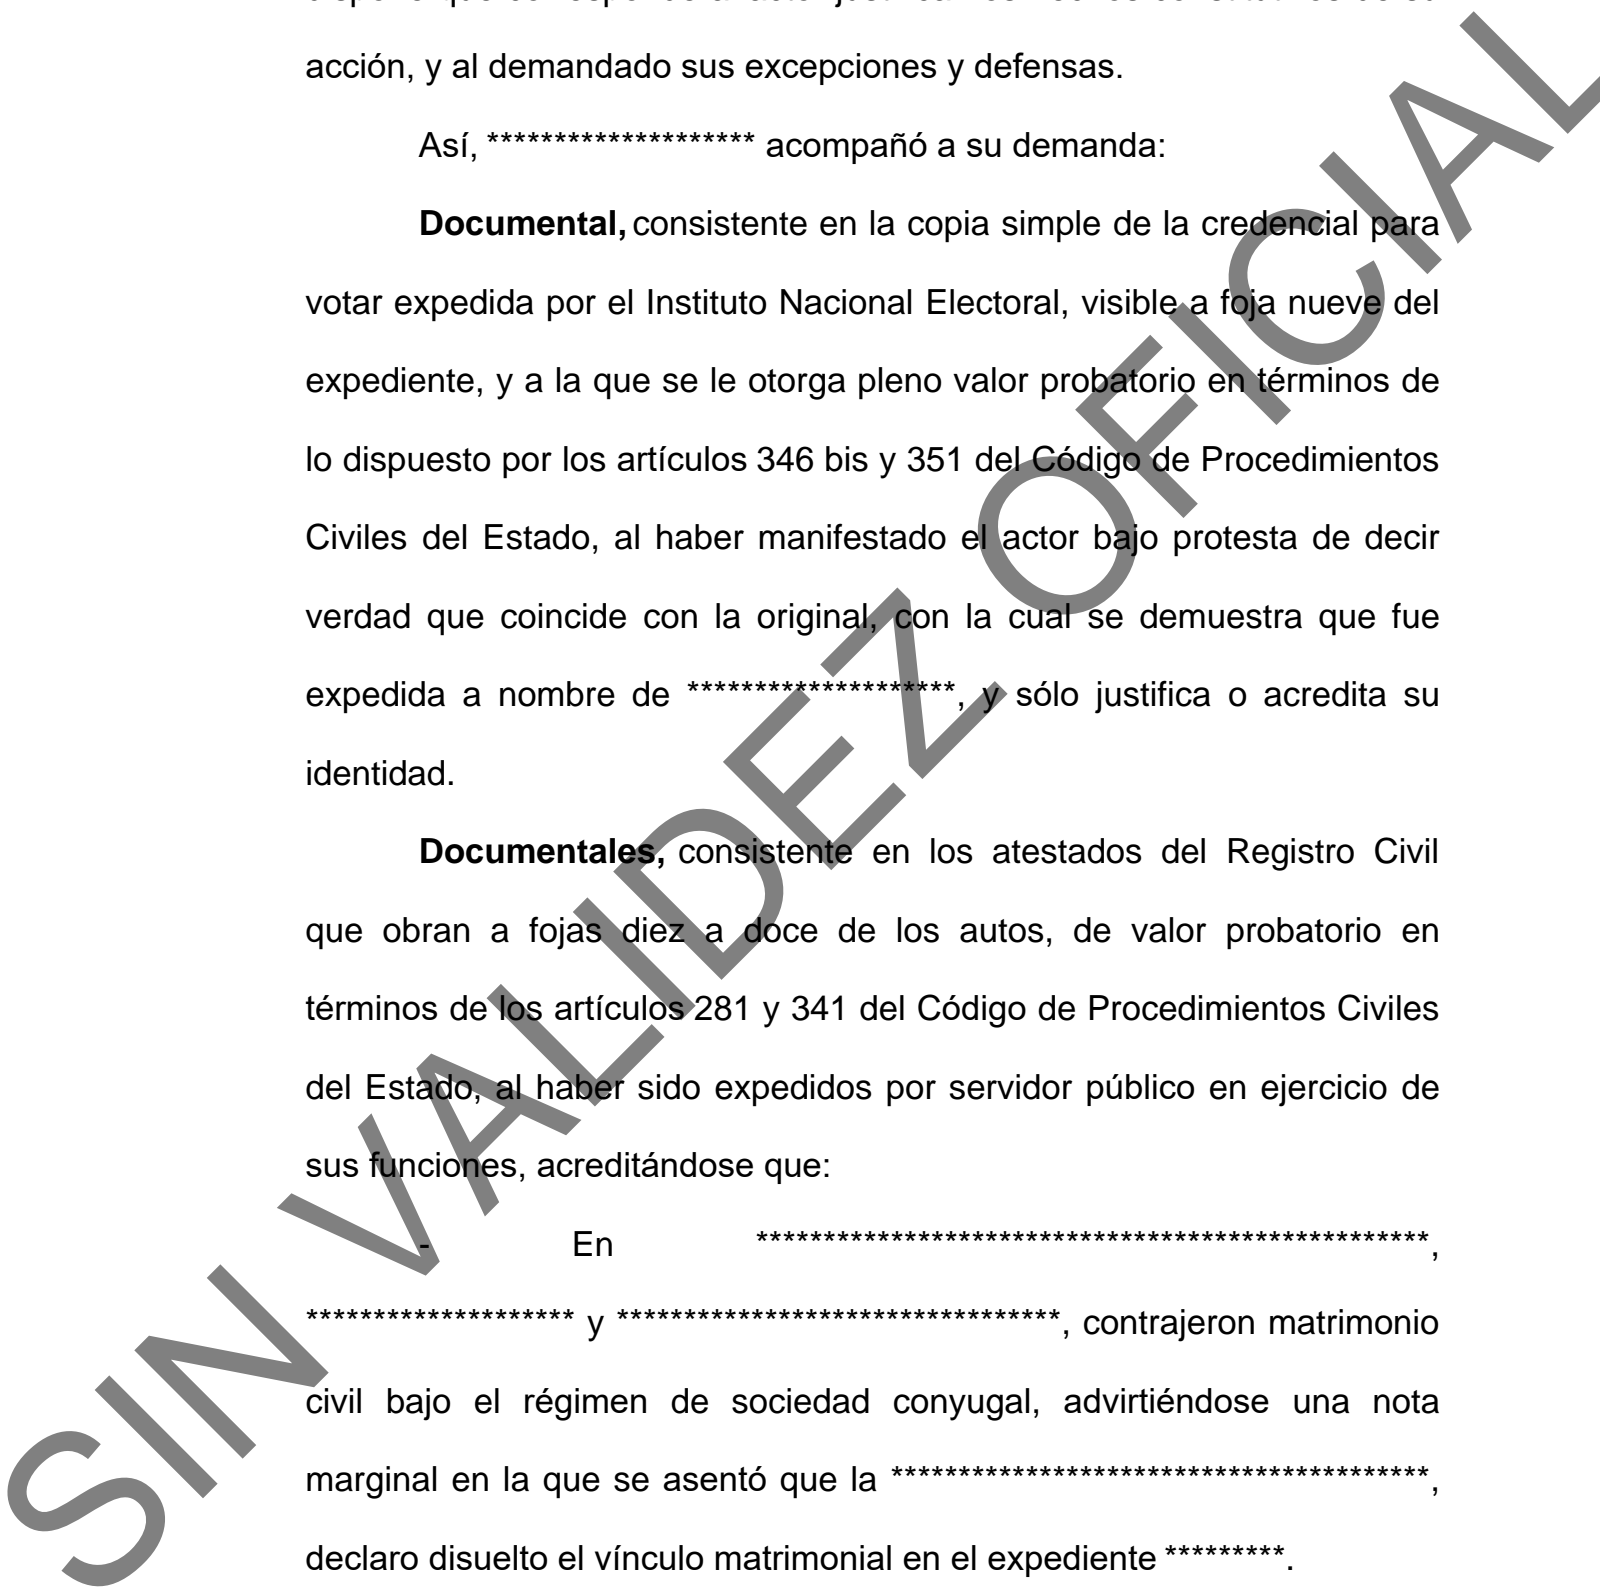 acción, y al demandado sus excepciones y defensas.
Así, ******************** acompañó a su demanda:
Documental, consistente en la copia simple de la credencial para
votar expedida por el Instituto Nacional Electoral, visible a foja nueve del
expediente, y a la que se le otorga pleno valor probatorio en términos de
lo dispuesto por los artículos 346 bis y 351 del Código de Procedimientos
Civiles del Estado, al haber manifestado el actor bajo protesta de decir
verdad que coincide con la original, con la cual se demuestra que fue
expedida a nombre de ********************, y sólo justifica o acredita su
identidad.
Documentales, consistente en los atestados del Registro Civil
que obran a fojas diez a doce de los autos, de valor probatorio en
términos de los artículos 281 y 341 del Código de Procedimientos Civiles
del Estado, al haber sido expedidos por servidor público en ejercicio de
sus funciones, acreditándose que:
- En **************************************************,
******************** y *********************************, contrajeron matrimonio
civil bajo el régimen de sociedad conyugal, advirtiéndose una nota
marginal en la que se asentó que la ******************************************,
declaro disuelto el vínculo matrimonial en el expediente *********.
SIN VALIDEZ OFICIAL